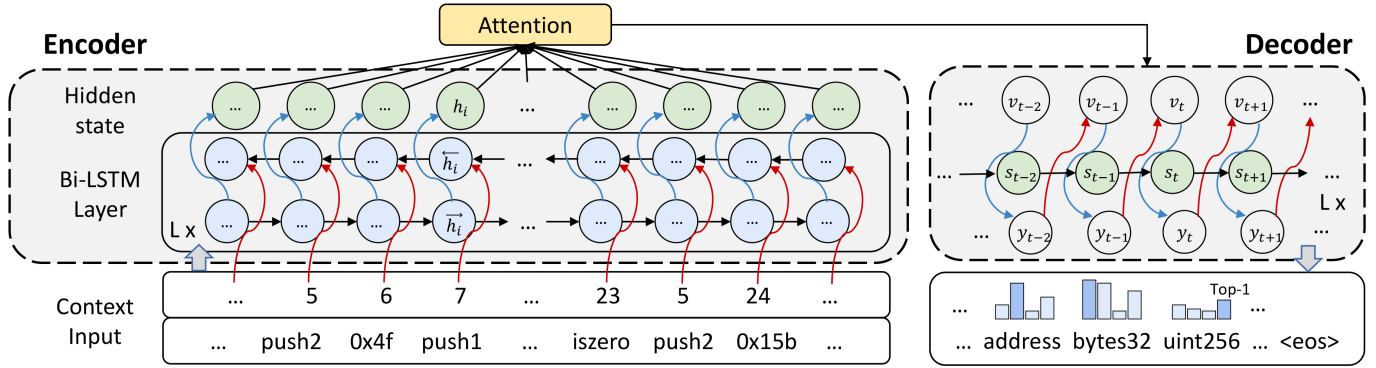 Attention
Encoder
Decoder
Hidden state
... ... ... h_i ... ... ... ... ...
Bi-LSTM Layer
... ... ... \overleftarrow{h_i} ... ... ... ... ...
L x
... ... ... \overrightarrow{h_i} ... ... ... ... ...
Context Input
... 5 6 7 ... 23 5 24 ...
... push2 0x4f push1 ... iszero push2 0x15b ...
... v_{t-2} v_{t-1} v_t v_{t+1} ...
... s_{t-2} s_{t-1} s_t s_{t+1} ...
L x
... y_{t-2} y_{t-1} y_t y_{t+1} ...
Top-1
... ...
... address bytes32 uint256 ... <eos>